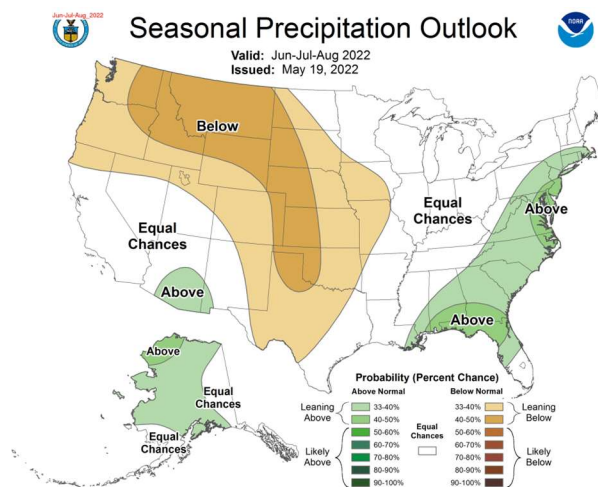 Jun-Jul-Aug_2022
Seasonal Precipitation Outlook
NOAA
Valid: Jun-Jul-Aug 2022
Issued: May 19, 2022
Below
Equal
Chances
Equal
Chances
Above
Above
Above
Above
Equal
Chances
Equal
Chances
Probability (Percent Chance)
Above Normal
Below Normal
Leaning
Above
33-40%
40-50%
Likely
Above
50-60%
60-70%
70-80%
80-90%
90-100%
Equal
Chances
33-40%
40-50%
Leaning
Below
50-60%
60-70%
70-80%
80-90%
90-100%
Likely
Below